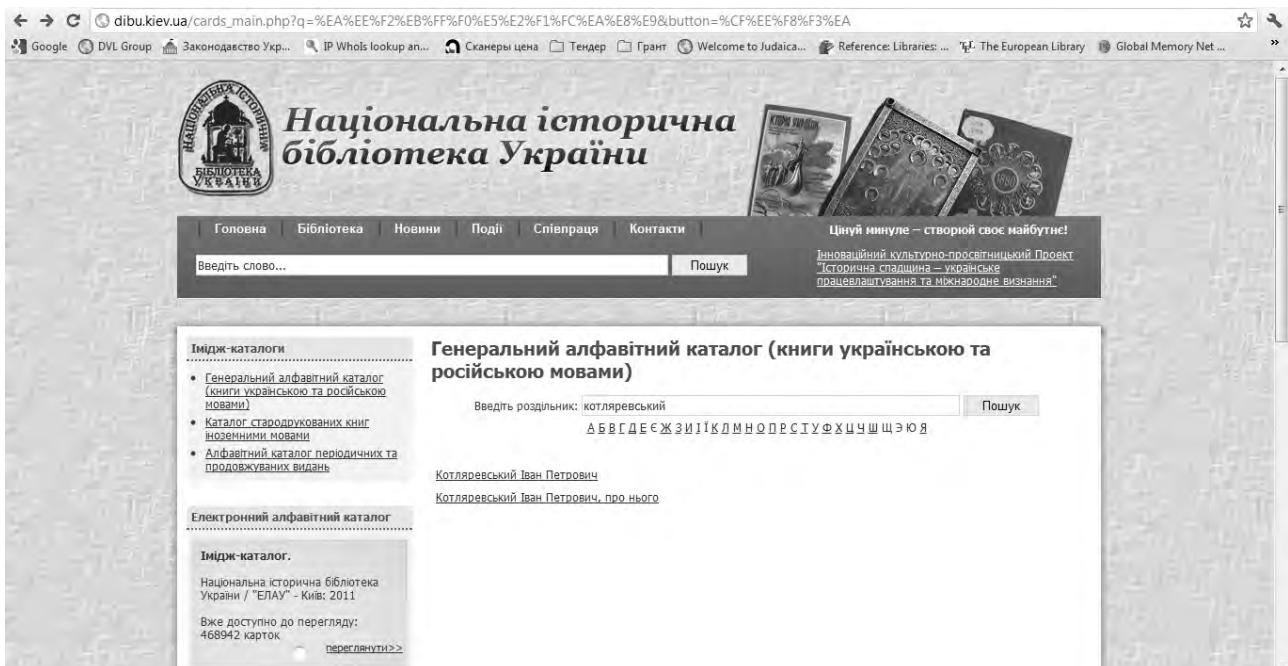 dibu.kiev.ua/cards_main.php?q=%EA%EE%F2%EB%FF%F0%E5%E2%F1%FC%EA%E8%E9&button=%CF%EE%F8%F3%EA
Google DVL Group Законодавство Укр... IP WhoIs lookup an... Сканеры цена Тендер Грант Welcome to Judaica... Reference: Libraries: ... The European Library Global Memory Net ... »
НАЦІОНАЛЬНА ІСТОРИЧНА
БІБЛІОТЕКА
УКРАЇНИ
Національна історична
бібліотека України
Головна Бібліотека Новини Події Співпраця Контакти
Цінуй минуле – створюй своє майбутнє!
Введіть слово... Пошук
Інноваційний культурно-просвітницький Проект
"Історична спадщина – українське
працевлаштування та міжнародне визнання"
Імідж-каталоги
Генеральний алфавітний каталог
(книги українською та російською
мовами)
Каталог стародрукованих книг
іноземними мовами
Алфавітний каталог періодичних та
продовжуваних видань
Електронний алфавітний каталог
Імідж-каталог.
Національна історична бібліотека
України / "ЕЛАУ" - Київ: 2011
Вже доступно до перегляду:
468942 карток
переглянути>>
Генеральний алфавітний каталог (книги українською та
російською мовами)
Введіть роздільник: котляревський Пошук
А Б В Г Д Е Є Ж З И І Ї К Л М Н О П Р С Т У Ф Х Ц Ч Ш Щ Э Ю Я
Котляревський Іван Петрович
Котляревський Іван Петрович, про нього